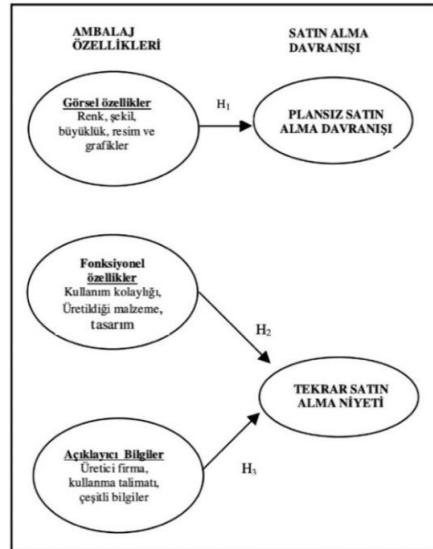 AMBALAJ
ÖZELLİKLERİ
SATIN ALMA
DAVRANIŞI
Görsel özellikler
Renk, şekil,
büyüklük, resim ve
grafikler
H₁
PLANSIZ SATIN
ALMA DAVRANIŞI
Fonksiyonel
özellikler
Kullanım kolaylığı,
Üretildiği malzeme,
tasarım
H₂
TEKRAR SATIN
ALMA NİYETİ
Açıklayıcı Bilgiler
Üretici firma,
kullanma talimatı,
çeşitli bilgiler
H₃